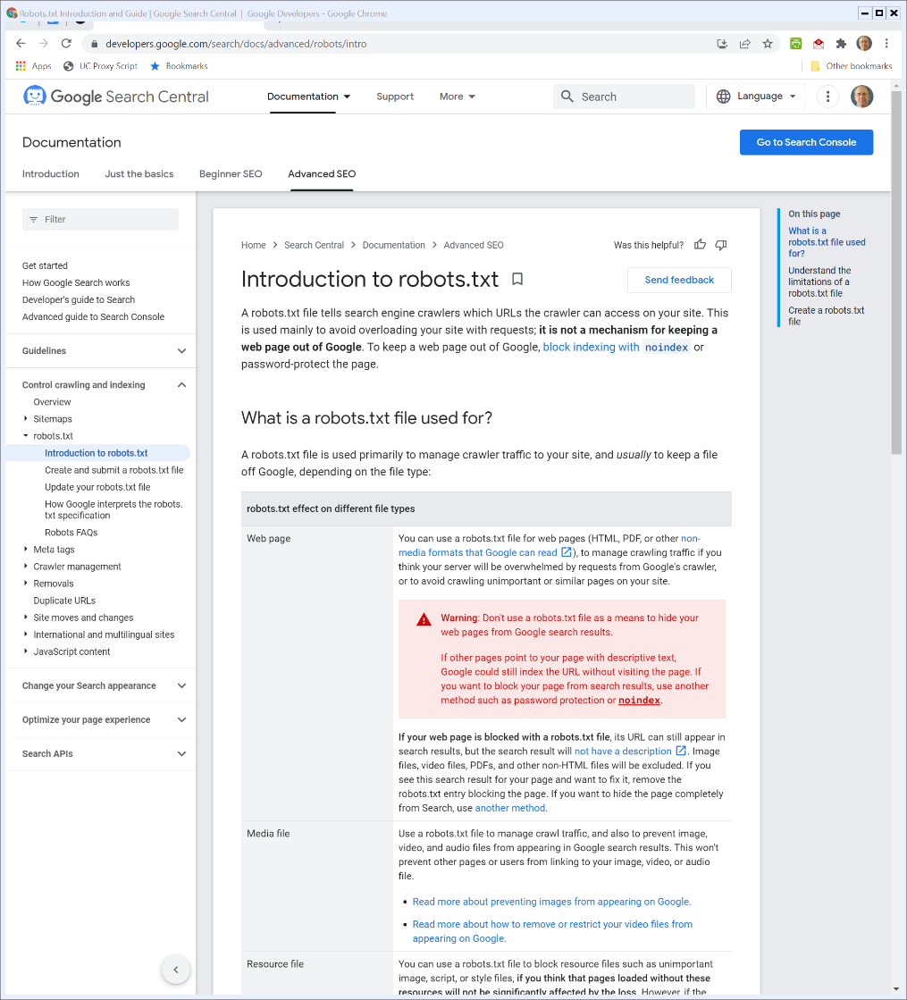 Robots.txt Introduction and Guide | Google Search Central | Google Developers - Google Chrome
developers.google.com/search/docs/advanced/robots/intro
Apps UC Proxy Script Bookmarks Other bookmarks
Google Search Central Documentation Support More Search Language
Documentation
Go to Search Console
Introduction Just the basics Beginner SEO Advanced SEO
Filter
Get started
How Google Search works
Developer's guide to Search
Advanced guide to Search Console
Guidelines
Control crawling and indexing
Overview
Sitemaps
robots.txt
Introduction to robots.txt
Create and submit a robots.txt file
Update your robots.txt file
How Google interprets the robots.
txt specification
Robots FAQs
Meta tags
Crawler management
Removals
Duplicate URLs
Site moves and changes
International and multilingual sites
JavaScript content
Change your Search appearance
Optimize your page experience
Search APIs
Home > Search Central > Documentation > Advanced SEO
Was this helpful?
Introduction to robots.txt
Send feedback
A robots.txt file tells search engine crawlers which URLs the crawler can access on your site. This
is used mainly to avoid overloading your site with requests; it is not a mechanism for keeping a
web page out of Google. To keep a web page out of Google, block indexing with noindex or
password-protect the page.
What is a robots.txt file used for?
A robots.txt file is used primarily to manage crawler traffic to your site, and usually to keep a file
off Google, depending on the file type:
robots.txt effect on different file types
Web page
You can use a robots.txt file for web pages (HTML, PDF, or other non-
media formats that Google can read ), to manage crawling traffic if you
think your server will be overwhelmed by requests from Google's crawler,
or to avoid crawling unimportant or similar pages on your site.
Warning: Don't use a robots.txt file as a means to hide your
web pages from Google search results.
If other pages point to your page with descriptive text,
Google could still index the URL without visiting the page. If
you want to block your page from search results, use another
method such as password protection or noindex.
If your web page is blocked with a robots.txt file, its URL can still appear in
search results, but the search result will not have a description . Image
files, video files, PDFs, and other non-HTML files will be excluded. If you
see this search result for your page and want to fix it, remove the
robots.txt entry blocking the page. If you want to hide the page completely
from Search, use another method.
Media file
Use a robots.txt file to manage crawl traffic, and also to prevent image,
video, and audio files from appearing in Google search results. This won't
prevent other pages or users from linking to your image, video, or audio
file.
• Read more about preventing images from appearing on Google.
• Read more about how to remove or restrict your video files from
appearing on Google.
Resource file
You can use a robots.txt file to block resource files such as unimportant
image, script, or style files, if you think that pages loaded without these
resources will not be significantly affected by the loss. However, if the
On this page
What is a
robots.txt file used
for?
Understand the
limitations of a
robots.txt file
Create a robots.txt
file